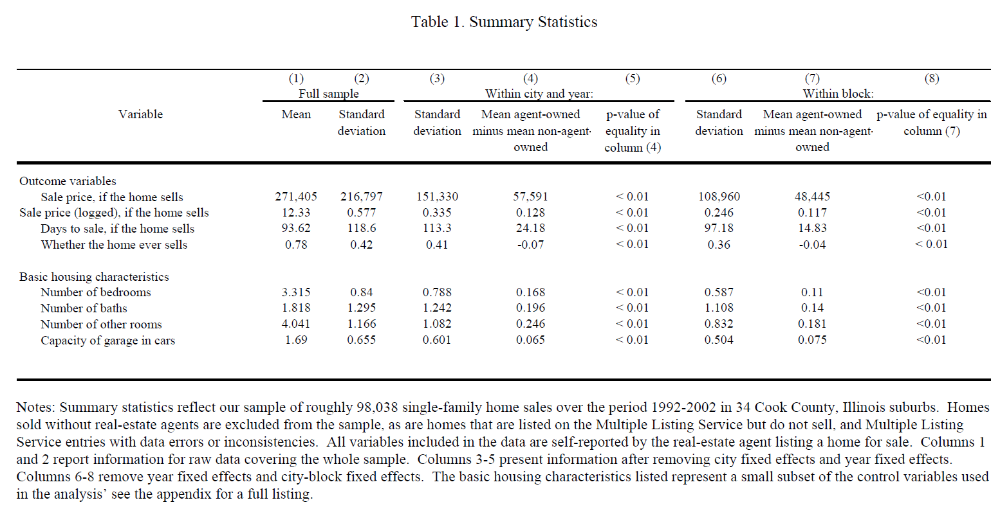 Table 1. Summary Statistics
(1) (2) (3) (4) (5) (6) (7) (8)
Full sample Within city and year: Within block:
Variable Mean Standard Standard Mean agent-owned p-value of Standard Mean agent-owned p-value of equality in
deviation deviation minus mean non-agent- equality in deviation minus mean non-agent- column (7)
owned column (4) owned
Outcome variables
Sale price, if the home sells 271,405 216,797 151,330 57,591 < 0.01 108,960 48,445 <0.01
Sale price (logged), if the home sells 12.33 0.577 0.335 0.128 < 0.01 0.246 0.117 <0.01
Days to sale, if the home sells 93.62 118.6 113.3 24.18 < 0.01 97.18 14.83 <0.01
Whether the home ever sells 0.78 0.42 0.41 -0.07 < 0.01 0.36 -0.04 < 0.01
Basic housing characteristics
Number of bedrooms 3.315 0.84 0.788 0.168 < 0.01 0.587 0.11 <0.01
Number of baths 1.818 1.295 1.242 0.196 < 0.01 1.108 0.14 <0.01
Number of other rooms 4.041 1.166 1.082 0.246 < 0.01 0.832 0.181 <0.01
Capacity of garage in cars 1.69 0.655 0.601 0.065 < 0.01 0.504 0.075 <0.01
Notes: Summary statistics reflect our sample of roughly 98,038 single-family home sales over the period 1992-2002 in 34 Cook County, Illinois suburbs. Homes
sold without real-estate agents are excluded from the sample, as are homes that are listed on the Multiple Listing Service but do not sell, and Multiple Listing
Service entries with data errors or inconsistencies. All variables included in the data are self-reported by the real-estate agent listing a home for sale. Columns 1
and 2 report information for raw data covering the whole sample. Columns 3-5 present information after removing city fixed effects and year fixed effects.
Columns 6-8 remove year fixed effects and city-block fixed effects. The basic housing characteristics listed represent a small subset of the control variables used
in the analysis’ see the appendix for a full listing.